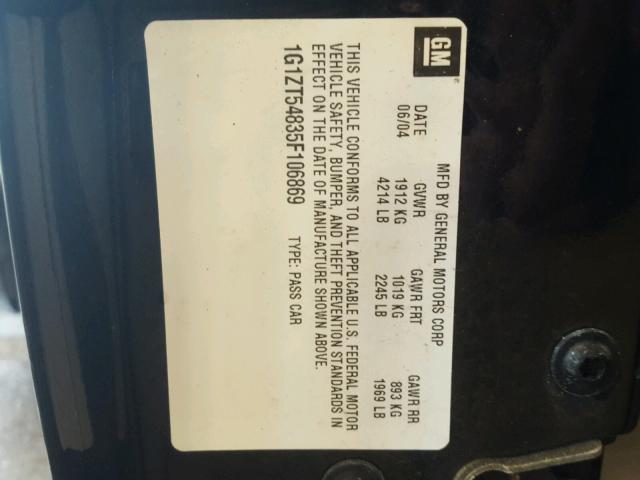 GM
MFD BY GENERAL MOTORS CORP
DATE GVWR GAWR FRT GAWR RR
06/04 1912 KG 1019 KG 893 KG
4214 LB 2245 LB 1969 LB
THIS VEHICLE CONFORMS TO ALL APPLICABLE U.S. FEDERAL MOTOR
VEHICLE SAFETY, BUMPER, AND THEFT PREVENTION STANDARDS IN
EFFECT ON THE DATE OF MANUFACTURE SHOWN ABOVE.
1G1ZT54835F106869 TYPE: PASS CAR